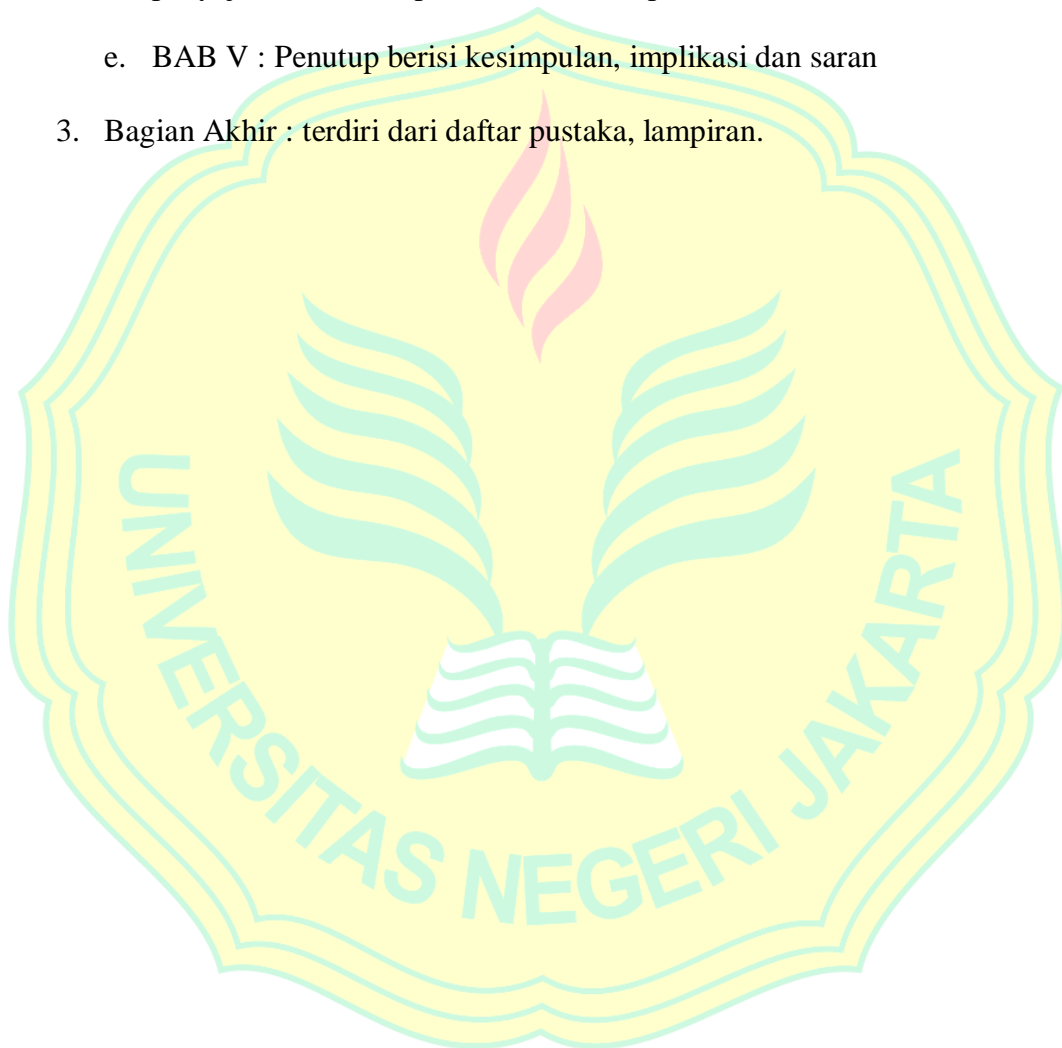 e. BAB V : Penutup berisi kesimpulan, implikasi dan saran
3. Bagian Akhir : terdiri dari daftar pustaka, lampiran.
UNIVERSITAS NEGERI JAKARTA